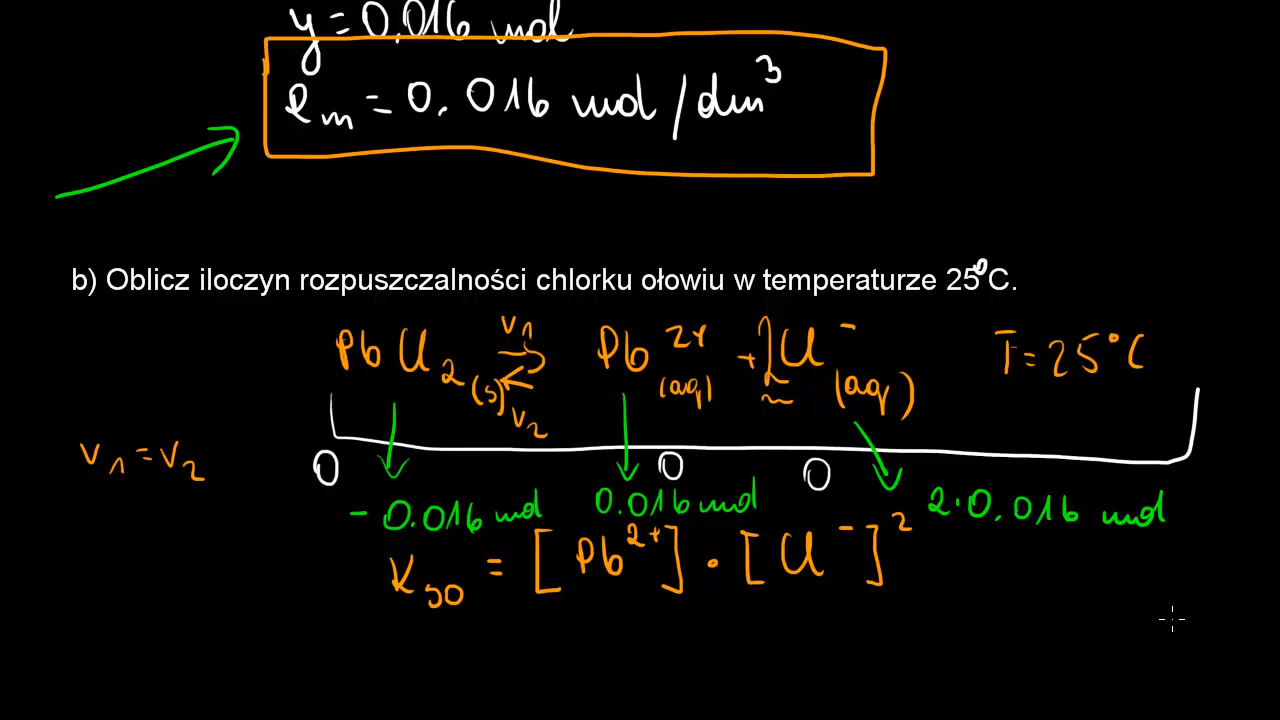 y = 0.016 mol
em = 0.016 mol/dm³
b) Oblicz iloczyn rozpuszczalności chlorku ołowiu w temperaturze 25°C.
v₁
PbCl₂(s) ⇄ Pb²⁺(aq) + 2Cl⁻(aq) T = 25°C
v₂
v₁ = v₂
0 0 0
- 0.016 mol 0.016 mol 2·0.016 mol
Kso = [Pb²⁺]·[Cl⁻]²